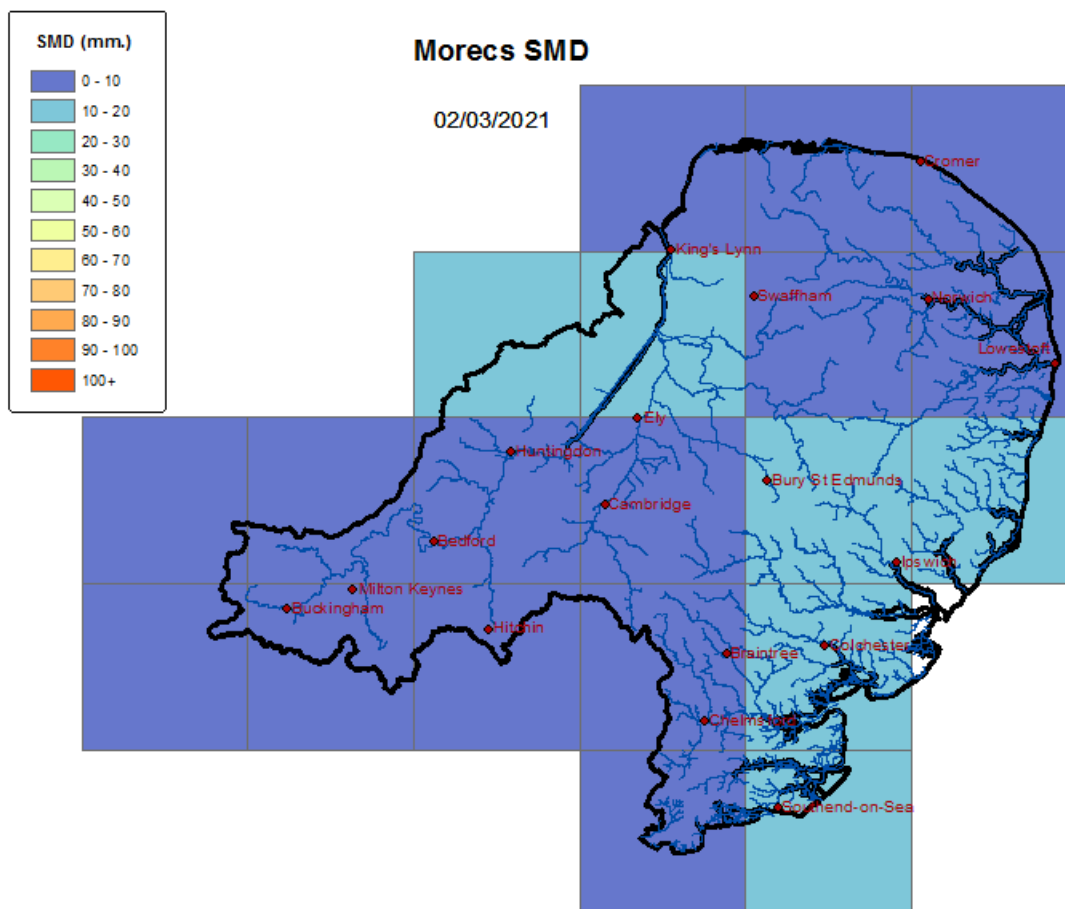 SMD (mm.)
0 - 10
10 - 20
20 - 30
30 - 40
40 - 50
50 - 60
60 - 70
70 - 80
80 - 90
90 - 100
100+
Morecs SMD
02/03/2021
Cromer
King's Lynn
Swaffham
Norwich
Lowestoft
Ely
Huntingdon
Bury St Edmunds
Cambridge
Bedford
Ipswich
Milton Keynes
Buckingham
Hitchin
Colchester
Braintree
Chelmsford
Southend-on-Sea